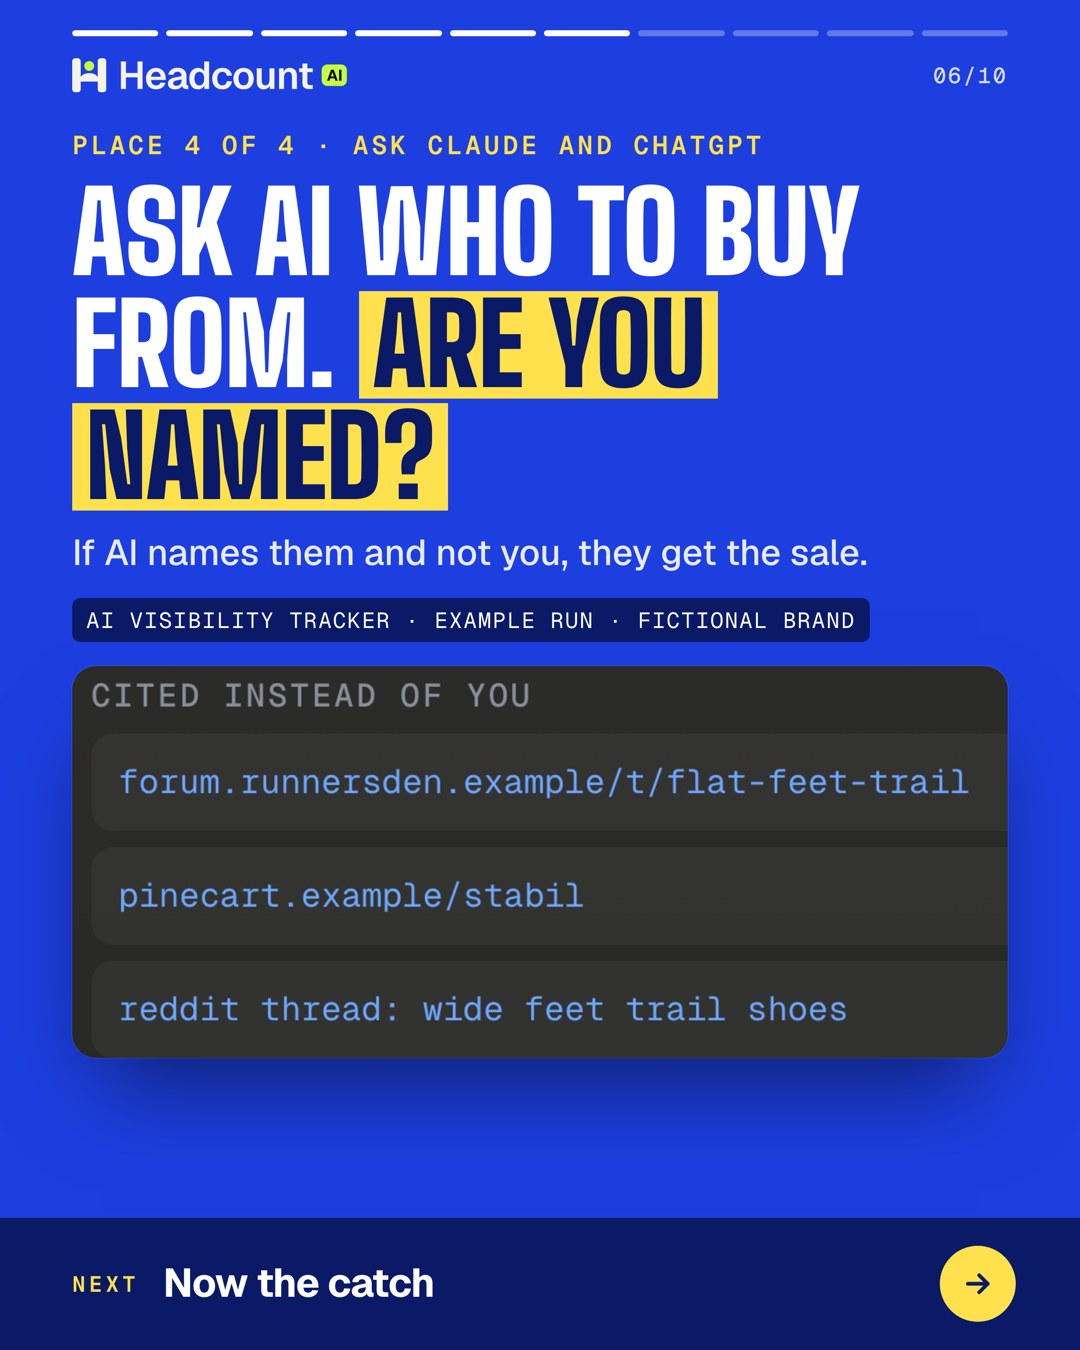 Headcount AI
06/10
PLACE 4 OF 4 · ASK CLAUDE AND CHATGPT
ASK AI WHO TO BUY
FROM. ARE YOU
NAMED?
If AI names them and not you, they get the sale.
AI VISIBILITY TRACKER · EXAMPLE RUN · FICTIONAL BRAND
CITED INSTEAD OF YOU
forum.runnersden.example/t/flat-feet-trail
pinecart.example/stabil
reddit thread: wide feet trail shoes
NEXT Now the catch